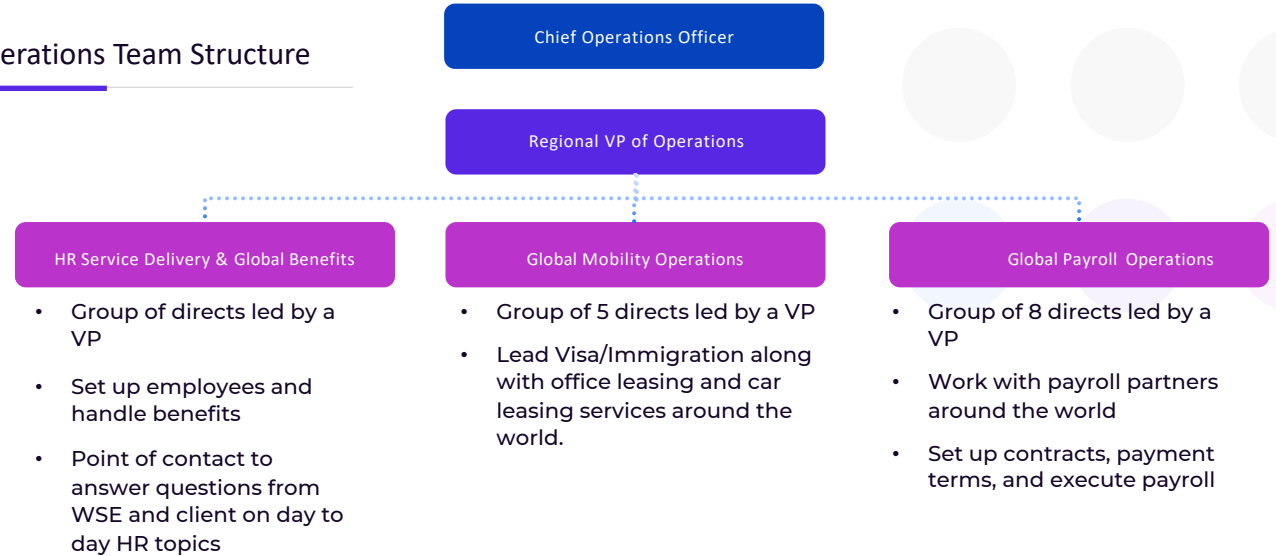 Chief Operations Officer
erations Team Structure
Regional VP of Operations
HR Service Delivery & Global Benefits
• Group of directs led by a
VP
• Set up employees and
handle benefits
• Point of contact to
answer questions from
WSE and client on day to
day HR topics
Global Mobility Operations
• Group of 5 directs led by a VP
• Lead Visa/Immigration along
with office leasing and car
leasing services around the
world.
Global Payroll Operations
• Group of 8 directs led by a
VP
• Work with payroll partners
around the world
• Set up contracts, payment
terms, and execute payroll